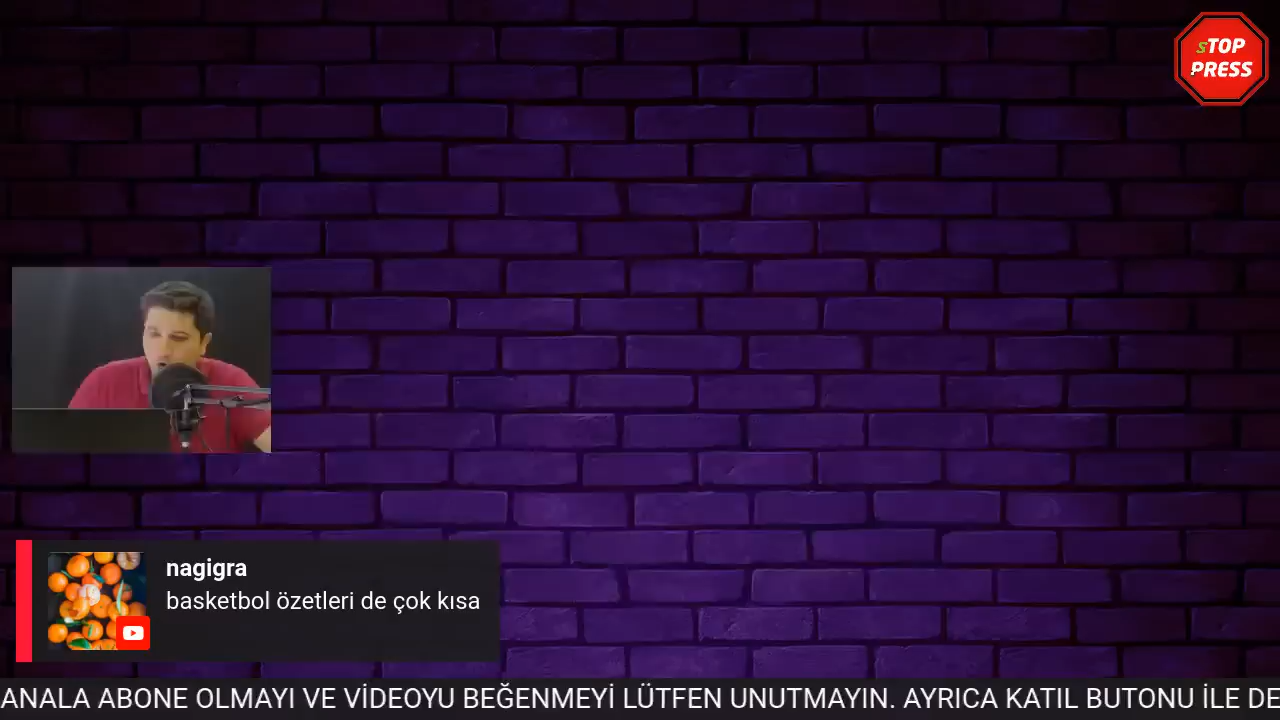 sTOP
PRESS
nagigra
basketbol özetleri de çok kısa
ANALA ABONE OLMAYI VE VİDEOYU BEĞENMEYİ LÜTFEN UNUTMAYIN. AYRICA KATIL BUTONU İLE DE